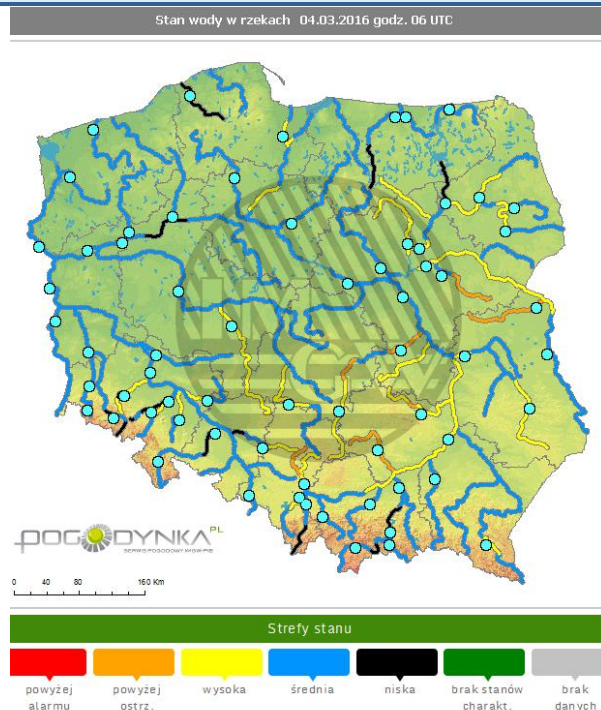 Stan wody w rzekach 04.03.2016 godz. 06 UTC
POGODYNKA.PL
SERWIS POGODOWY IMGW-PIB
0 40 80 160 Km
Strefy stanu
powyżej alarmu
powyżej ostrz.
wysoka
średnia
niska
brak stanów charakt.
brak danych